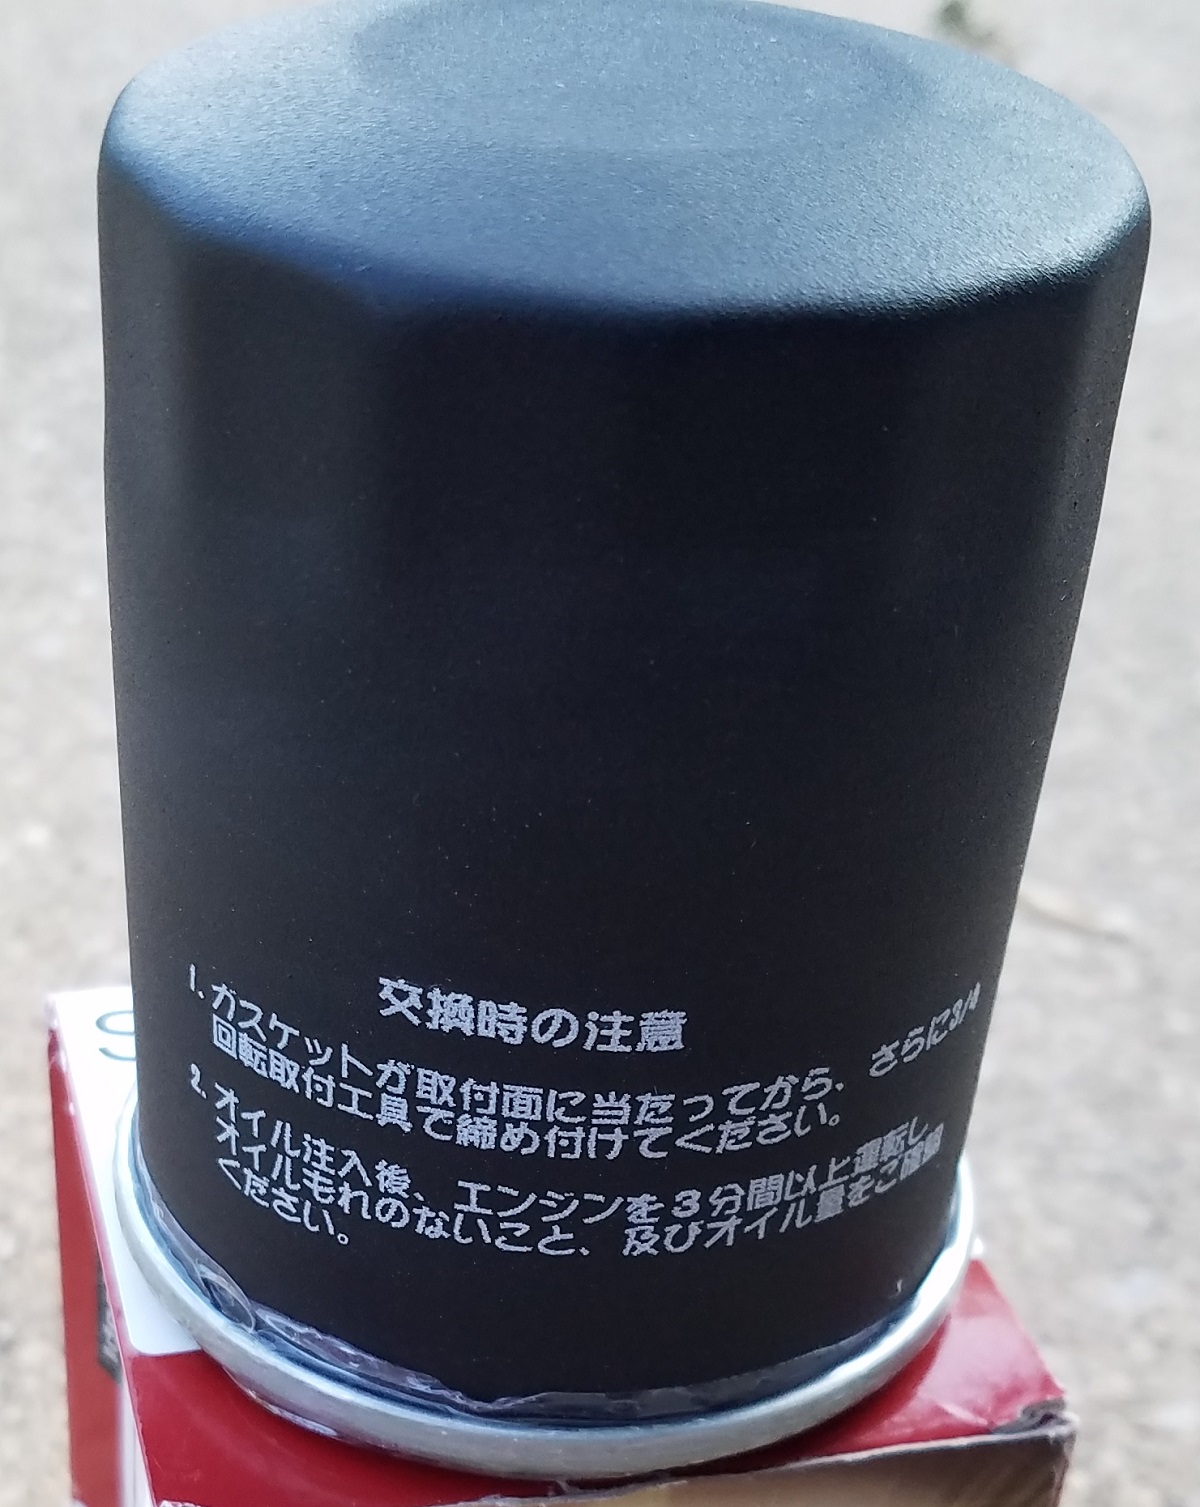 S
交換時の注意
1. ガスケットが取付面に当たってから、さらに3/4
回転取付工具で締め付けてください。
2. オイル注入後、エンジンを3分間以上運転し
オイルもれのないこと、及びオイル量をご確認
ください。